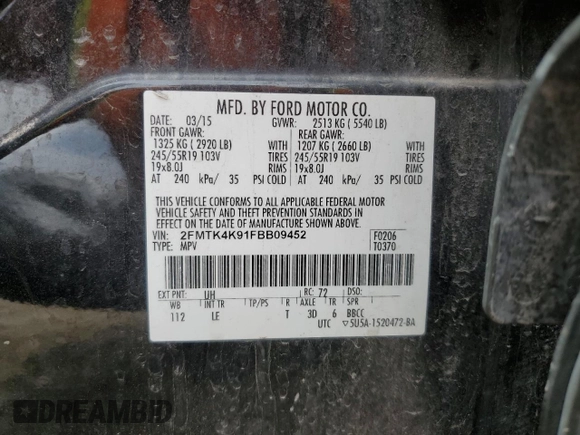 MFD. BY FORD MOTOR CO.
DATE: 03/15 GVWR: 2513 KG ( 5540 LB)
FRONT GAWR: REAR GAWR:
1325 KG ( 2920 LB) WITH 1207 KG ( 2660 LB) WITH
245/55R19 103V TIRES 245/55R19 103V TIRES
19x8.0J RIMS 19x8.0J RIMS
AT 240 kPa/ 35 PSI COLD AT 240 kPa/ 35 PSI COLD
THIS VEHICLE CONFORMS TO ALL APPLICABLE FEDERAL MOTOR
VEHICLE SAFETY AND THEFT PREVENTION STANDARDS IN
EFFECT ON THE DATE OF MANUFACTURE SHOWN ABOVE.
VIN: 2FMTK4K91FBB09452 F0206
TYPE: MPV T0370
EXT PNT: UH RC: 72 DSO:
WB INT TR TP/PS R AXLE TR SPR
112 LE T 3D 6 BBCC
UTC ▽5U5A-1520472-BA
DREAMBID